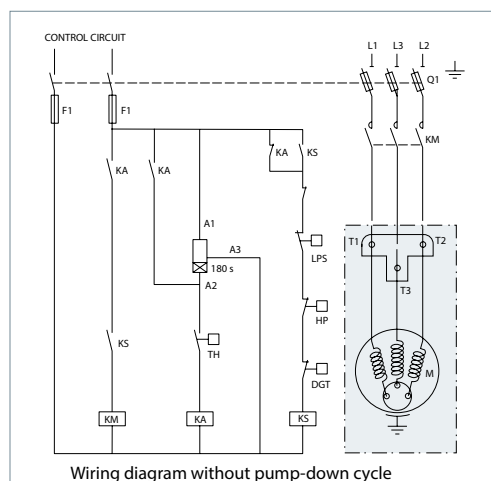 CONTROL CIRCUIT
L1 L3 L2
F1 F1 Q1
KM
KA KA KA KS
A1
A3
180 s
A2
LPS
T1 T2
T3
HP
KS TH
DGT
M
KM KA KS
Wiring diagram without pump-down cycle